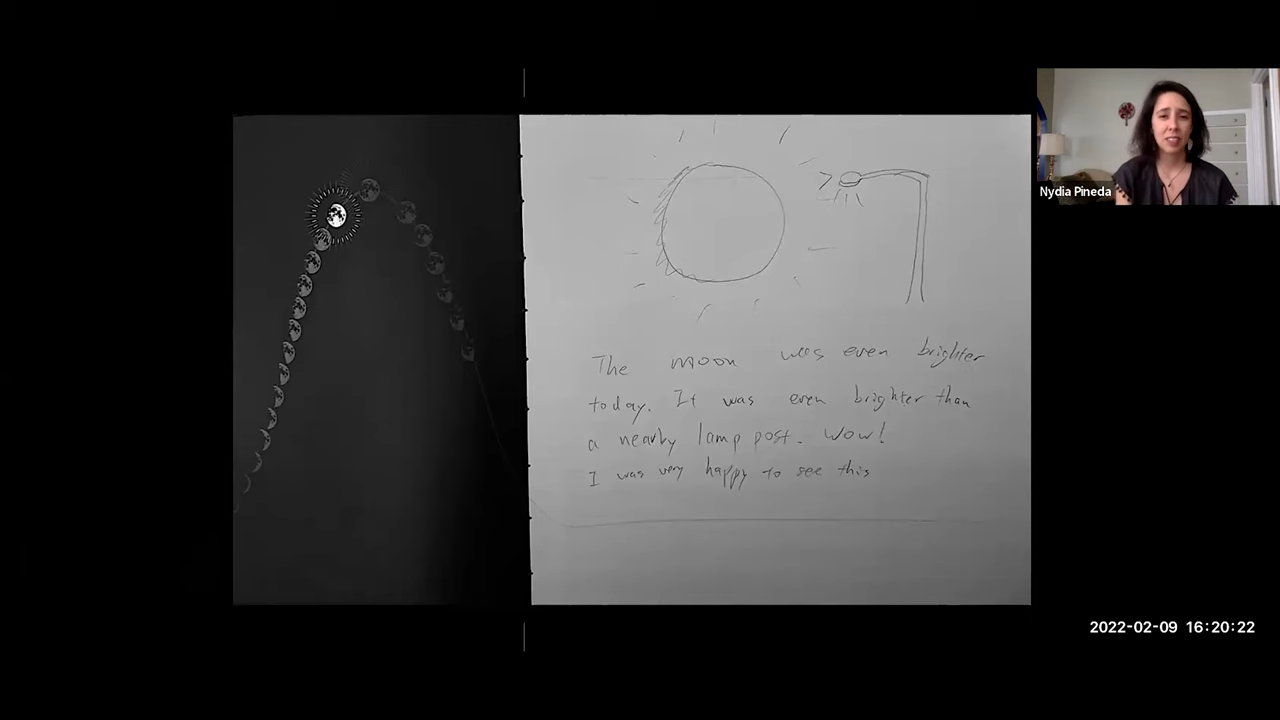 Nydia Pineda
The moon was even brighter
today. It was even brighter than
a nearby lamp post. Wow!
I was very happy to see this
2022-02-09 16:20:22